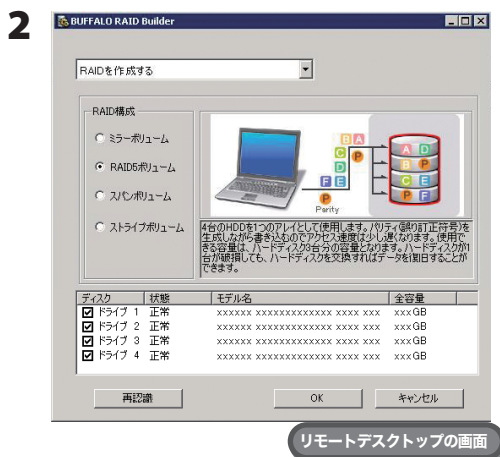 2
BUFFALO RAID Builder
RAIDを作成する
RAID構成
ミラーボリューム
RAID5ボリューム
スパンボリューム
ストライプボリューム
B A
C P
D E
F E
P
Parity
A D
B P
C E
P F
4台のHDDを1つのアレイとして使用します。パリティ(誤り訂正符号)を
生成しながら書き込むのでアクセス速度は少し遅くなります。使用で
きる容量は、ハードディスク3台分の容量となります。ハードディスクが1
台が破損しても、ハードディスクを交換すればデータを復旧することが
できます。
ディスク 状態 モデル名 全容量
ドライブ 1 正常 xxxxxx xxxxxxxxxxxx xxxx xxx xxxGB
ドライブ 2 正常 xxxxxx xxxxxxxxxxxx xxxx xxx xxxGB
ドライブ 3 正常 xxxxxx xxxxxxxxxxxx xxxx xxx xxxGB
ドライブ 4 正常 xxxxxx xxxxxxxxxxxx xxxx xxx xxxGB
再認識 OK キャンセル
リモートデスクトップの画面